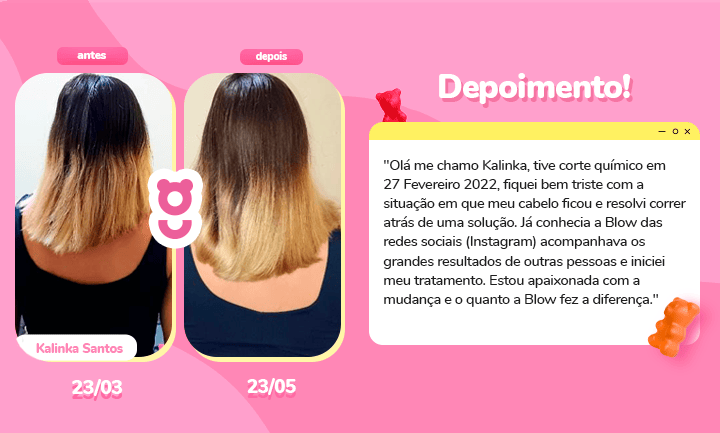 antes
depois
Kalinka Santos
23/03
23/05
Depoimento!
"Olá me chamo Kalinka, tive corte químico em
27 Fevereiro 2022, fiquei bem triste com a
situação em que meu cabelo ficou e resolvi correr
atrás de uma solução. Já conhecia a Blow das
redes sociais (Instagram) acompanhava os
grandes resultados de outras pessoas e iniciei
meu tratamento. Estou apaixonada com a
mudança e o quanto a Blow fez a diferença."